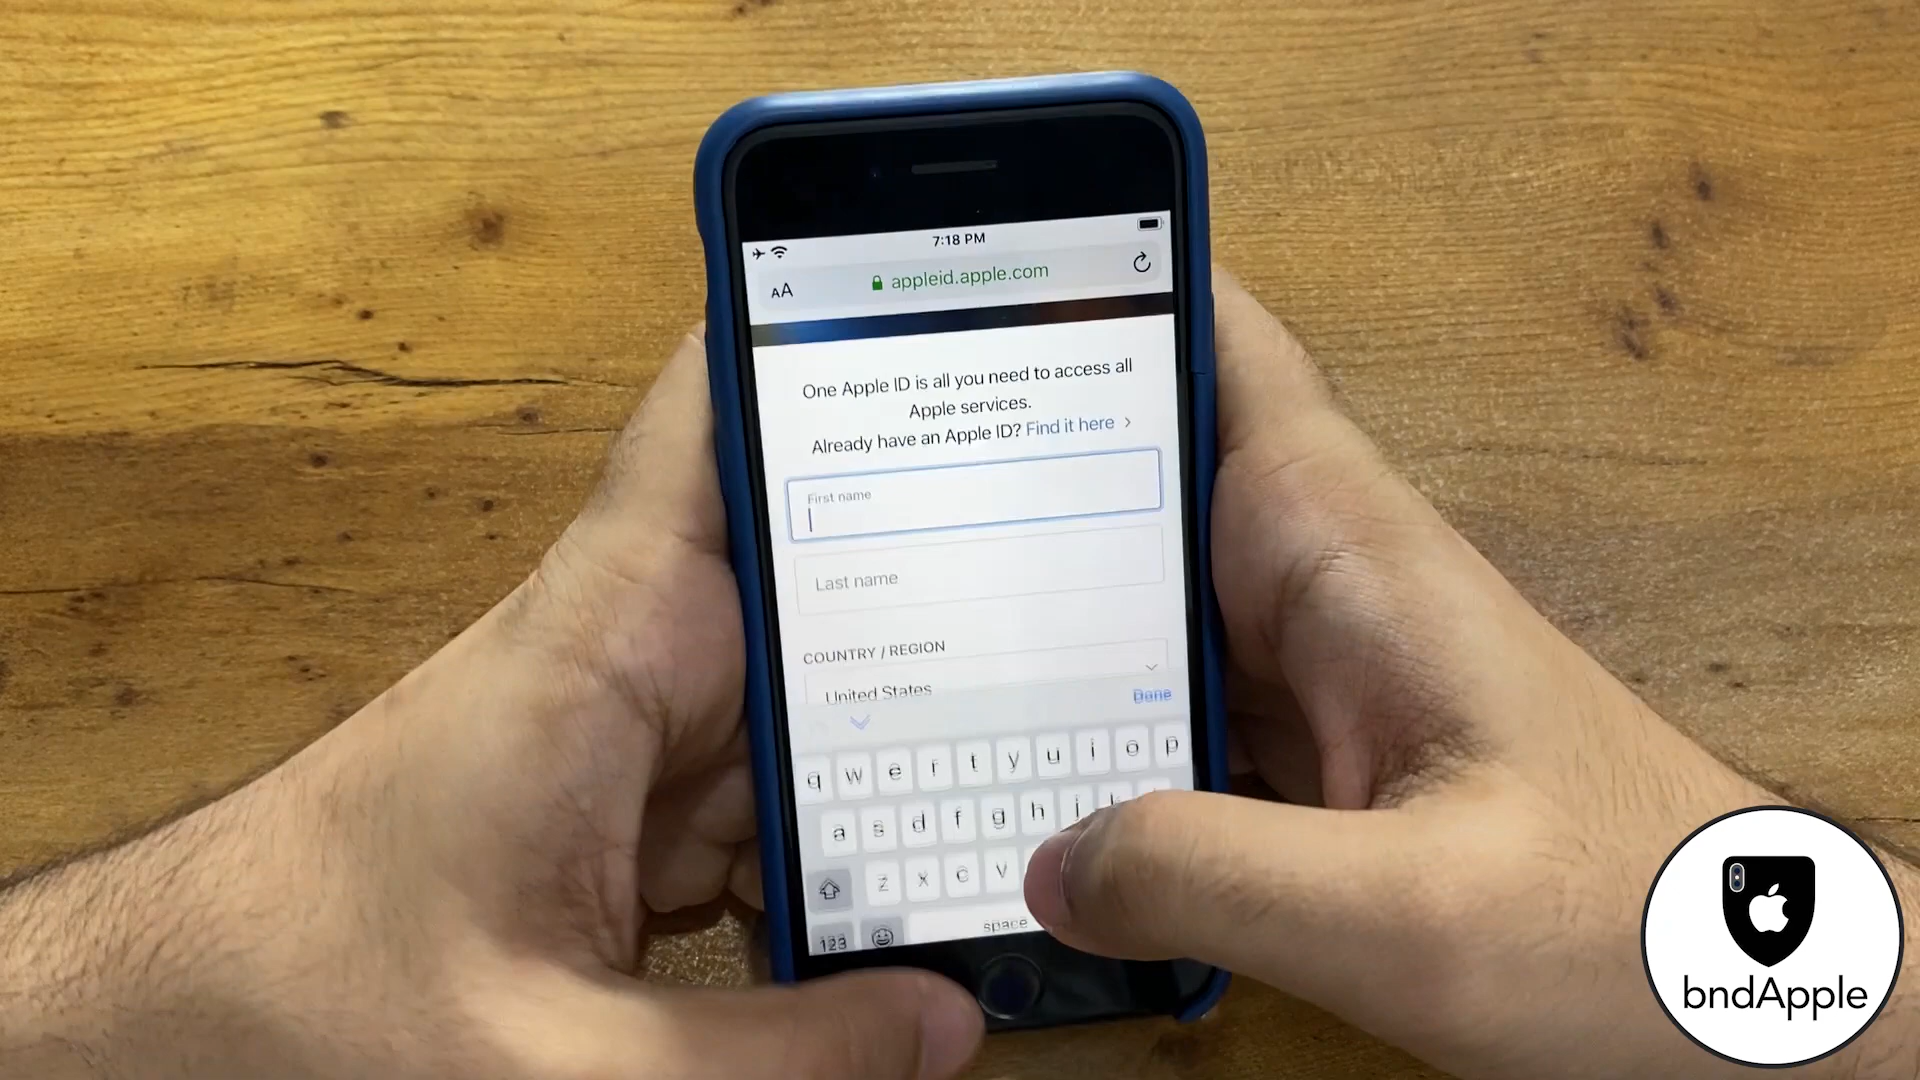 7:18 PM
AA
appleid.apple.com
One Apple ID is all you need to access all
Apple services.
Already have an Apple ID? Find it here >
First name
Last name
COUNTRY / REGION
United States
Done
q w e r t y u i o p
a s d f g h j k
z x c v
123
space
bndApple